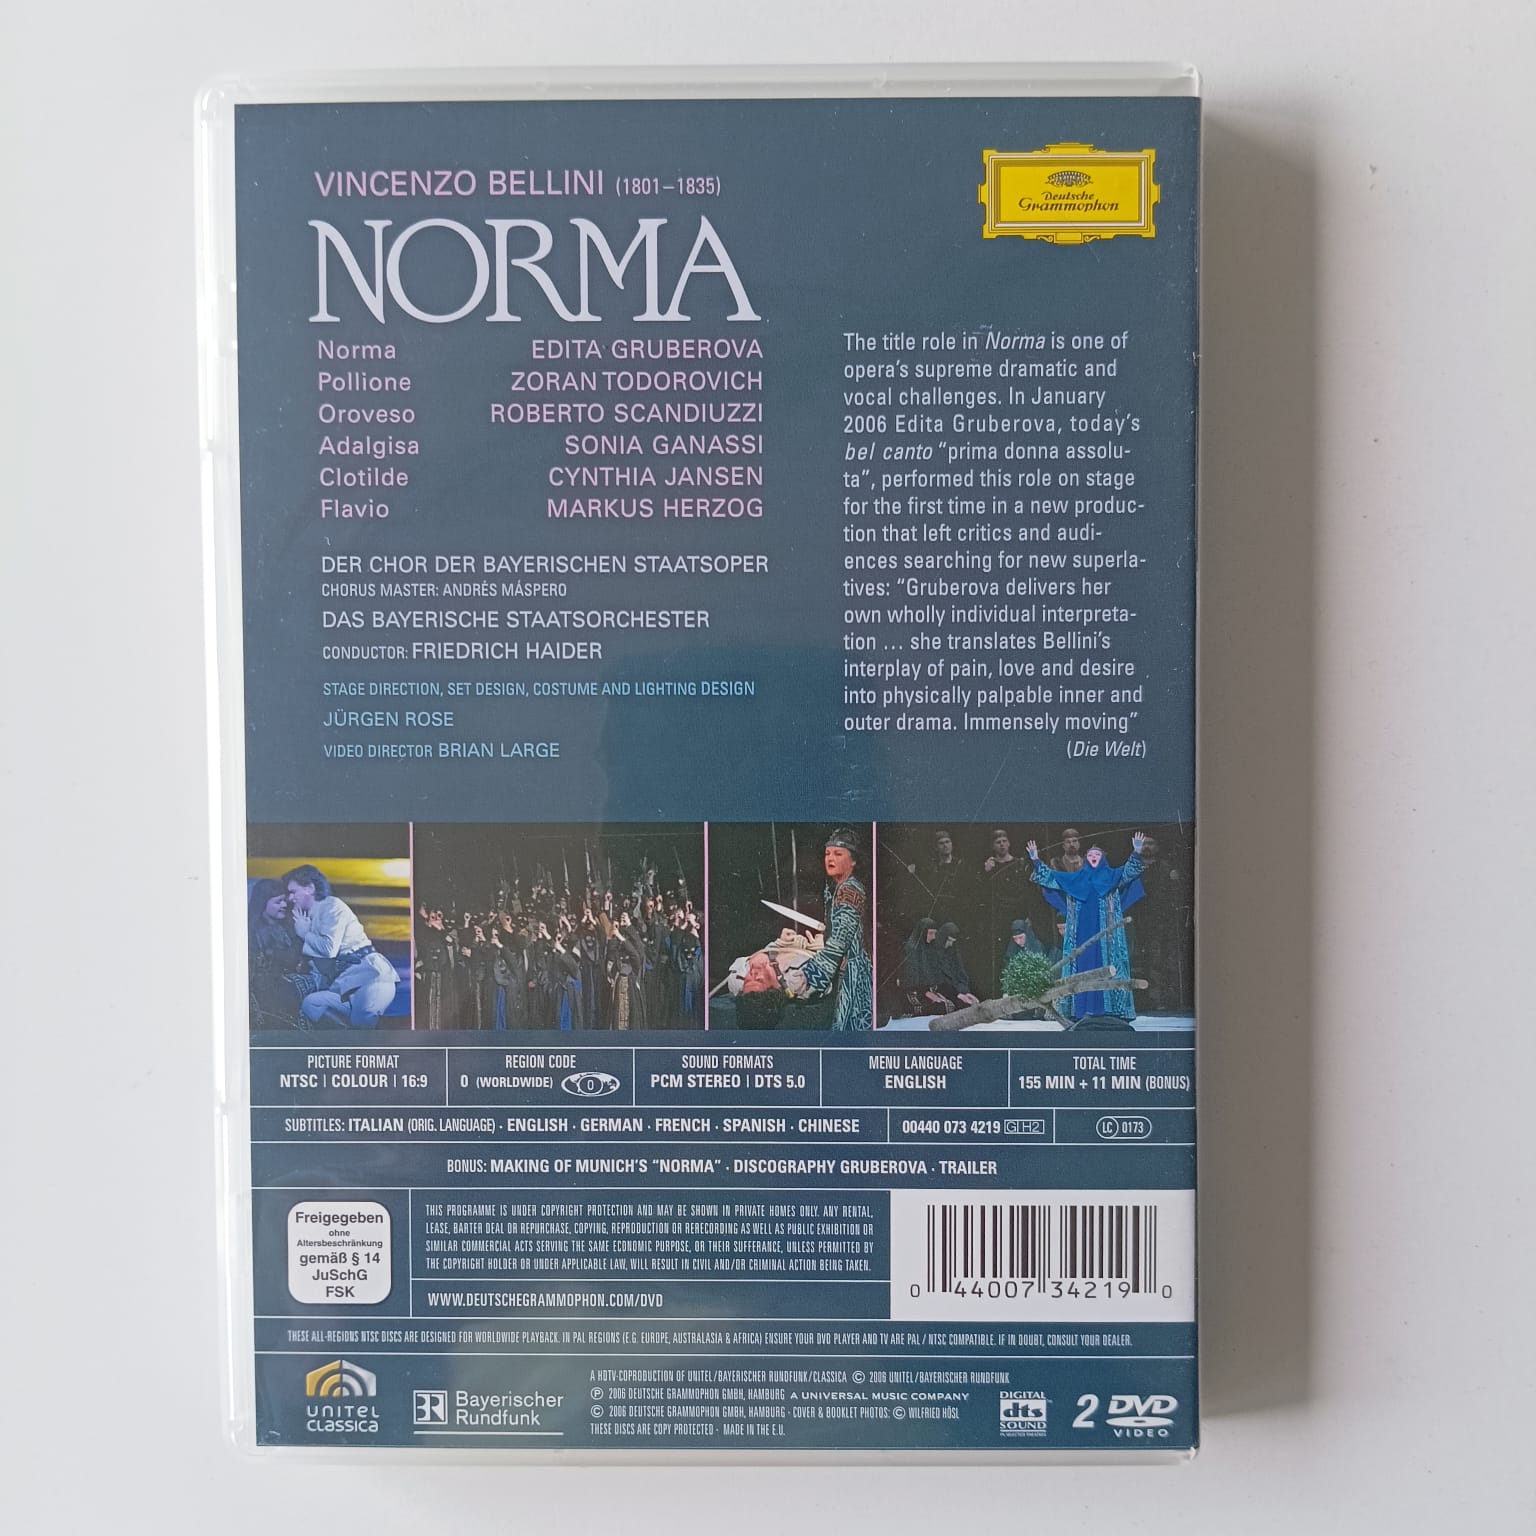 VINCENZO BELLINI (1801–1835)
NORMA
Deutsche
Grammophon
Norma EDITA GRUBEROVA
Pollione ZORAN TODOROVICH
Oroveso ROBERTO SCANDIUZZI
Adalgisa SONIA GANASSI
Clotilde CYNTHIA JANSEN
Flavio MARKUS HERZOG
DER CHOR DER BAYERISCHEN STAATSOPER
CHORUS MASTER: ANDRÉS MÁSPERO
DAS BAYERISCHE STAATSORCHESTER
CONDUCTOR: FRIEDRICH HAIDER
STAGE DIRECTION, SET DESIGN, COSTUME AND LIGHTING DESIGN
JÜRGEN ROSE
VIDEO DIRECTOR BRIAN LARGE
The title role in Norma is one of
opera's supreme dramatic and
vocal challenges. In January
2006 Edita Gruberova, today's
bel canto “prima donna assolu-
ta”, performed this role on stage
for the first time in a new produc-
tion that left critics and audi-
ences searching for new superla-
tives: “Gruberova delivers her
own wholly individual interpreta-
tion ... she translates Bellini's
interplay of pain, love and desire
into physically palpable inner and
outer drama. Immensely moving”
(Die Welt)
PICTURE FORMAT
NTSC | COLOUR | 16:9
REGION CODE
0 (WORLDWIDE) 0
SOUND FORMATS
PCM STEREO | DTS 5.0
MENU LANGUAGE
ENGLISH
TOTAL TIME
155 MIN + 11 MIN (BONUS)
SUBTITLES: ITALIAN (ORIG. LANGUAGE) · ENGLISH · GERMAN · FRENCH · SPANISH · CHINESE
00440 073 4219 GH2
LC 0173
BONUS: MAKING OF MUNICH'S “NORMA” · DISCOGRAPHY GRUBEROVA · TRAILER
Freigegeben
ohne
Altersbeschränkung
gemäß § 14
JuSchG
FSK
THIS PROGRAMME IS UNDER COPYRIGHT PROTECTION AND MAY BE SHOWN IN PRIVATE HOMES ONLY. ANY RENTAL,
LEASE, BARTER DEAL OR REPURCHASE, COPYING, REPRODUCTION OR RERECORDING AS WELL AS PUBLIC EXHIBITION OR
SIMILAR COMMERCIAL ACTS SERVING THE SAME ECONOMIC PURPOSE, OR THEIR SUFFERANCE, UNLESS PERMITTED BY
THE COPYRIGHT HOLDER OR UNDER APPLICABLE LAW, WILL RESULT IN CIVIL AND/OR CRIMINAL ACTION BEING TAKEN.
WWW.DEUTSCHEGRAMMOPHON.COM/DVD
0 44007 34219 0
THESE ALL-REGIONS NTSC DISCS ARE DESIGNED FOR WORLDWIDE PLAYBACK. IN PAL REGIONS (E.G. EUROPE, AUSTRALASIA & AFRICA) ENSURE YOUR DVD PLAYER AND TV ARE PAL / NTSC COMPATIBLE. IF IN DOUBT, CONSULT YOUR DEALER.
UNITEL
CLASSICA
BR Bayerischer
Rundfunk
A HDTV-COPRODUCTION OF UNITEL/BAYERISCHER RUNDFUNK/CLASSICA © 2006 UNITEL/BAYERISCHER RUNDFUNK
℗ 2006 DEUTSCHE GRAMMOPHON GMBH, HAMBURG A UNIVERSAL MUSIC COMPANY
© 2006 DEUTSCHE GRAMMOPHON GMBH, HAMBURG · COVER & BOOKLET PHOTOS: © WILFRIED HÖSL
THESE DISCS ARE COPY PROTECTED · MADE IN THE E.U.
DIGITAL
dts
SOUND
2 DVD
VIDEO